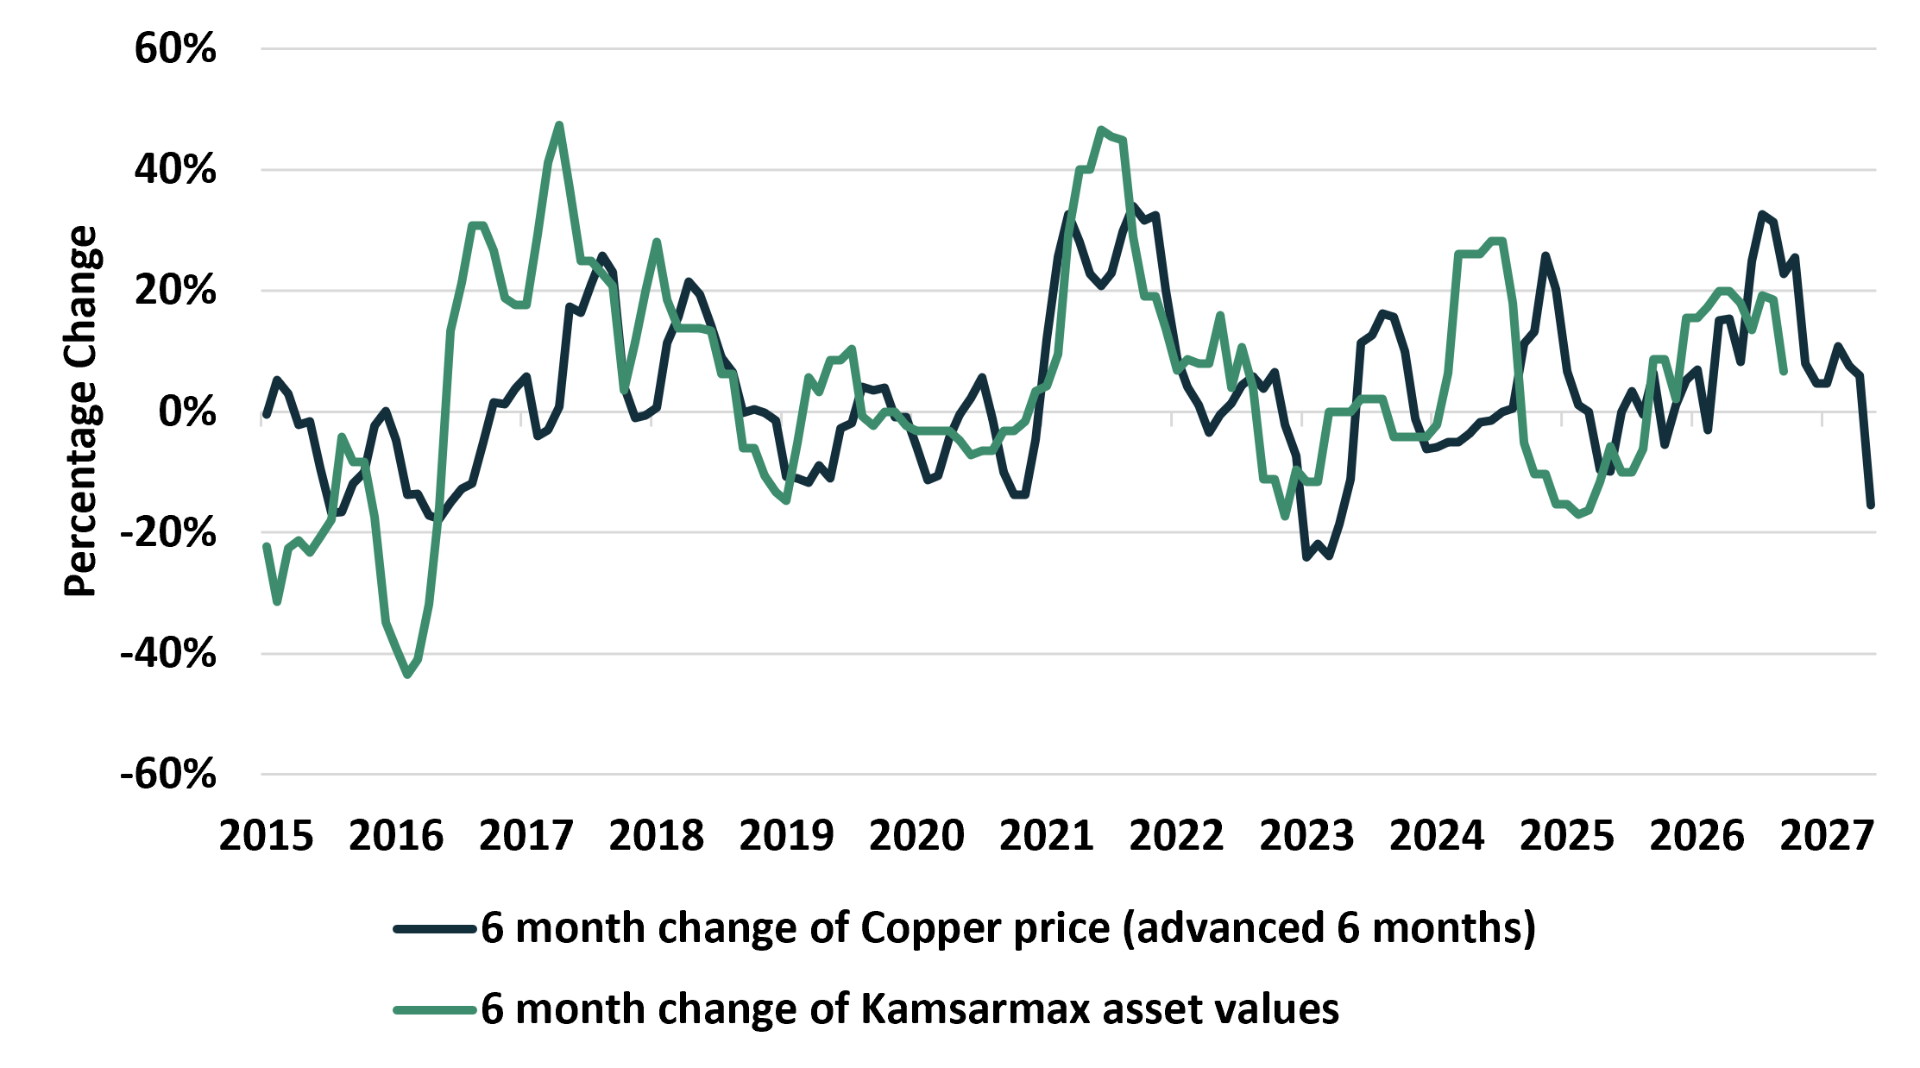 60%
40%
20%
0%
-20%
-40%
-60%
Percentage Change
2015 2016 2017 2018 2019 2020 2021 2022 2023 2024 2025 2026 2027
6 month change of Copper price (advanced 6 months)
6 month change of Kamsarmax asset values